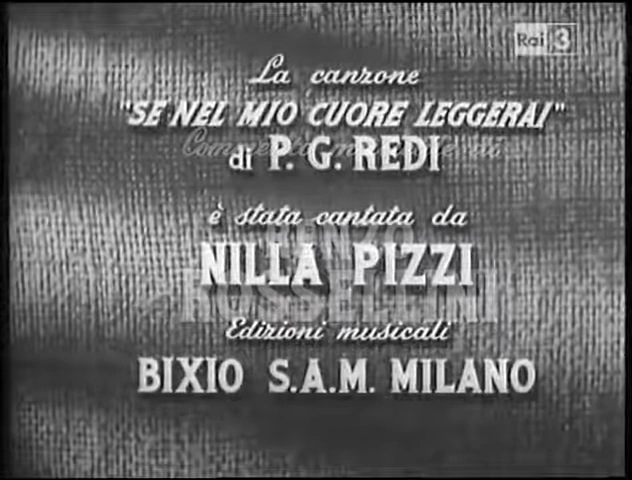 Rai 3
La canzone
"SE NEL MIO CUORE LEGGERAI"
di P. G. REDI
è stata cantata da
NILLA PIZZI
ROSSELLINI
Edizioni musicali
BIXIO S.A.M. MILANO